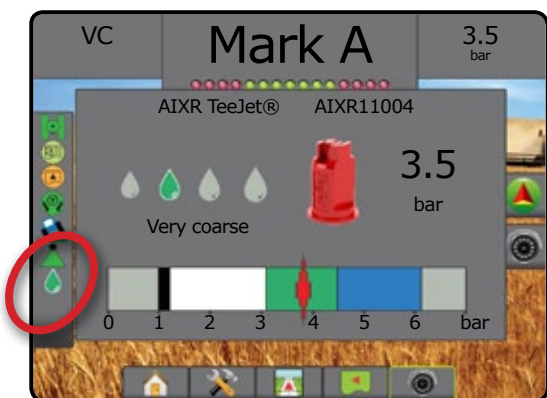 VC
Mark A
3.5
bar
AIXR TeeJet® AIXR11004
3.5
bar
Very coarse
0 1 2 3 4 5 6 bar